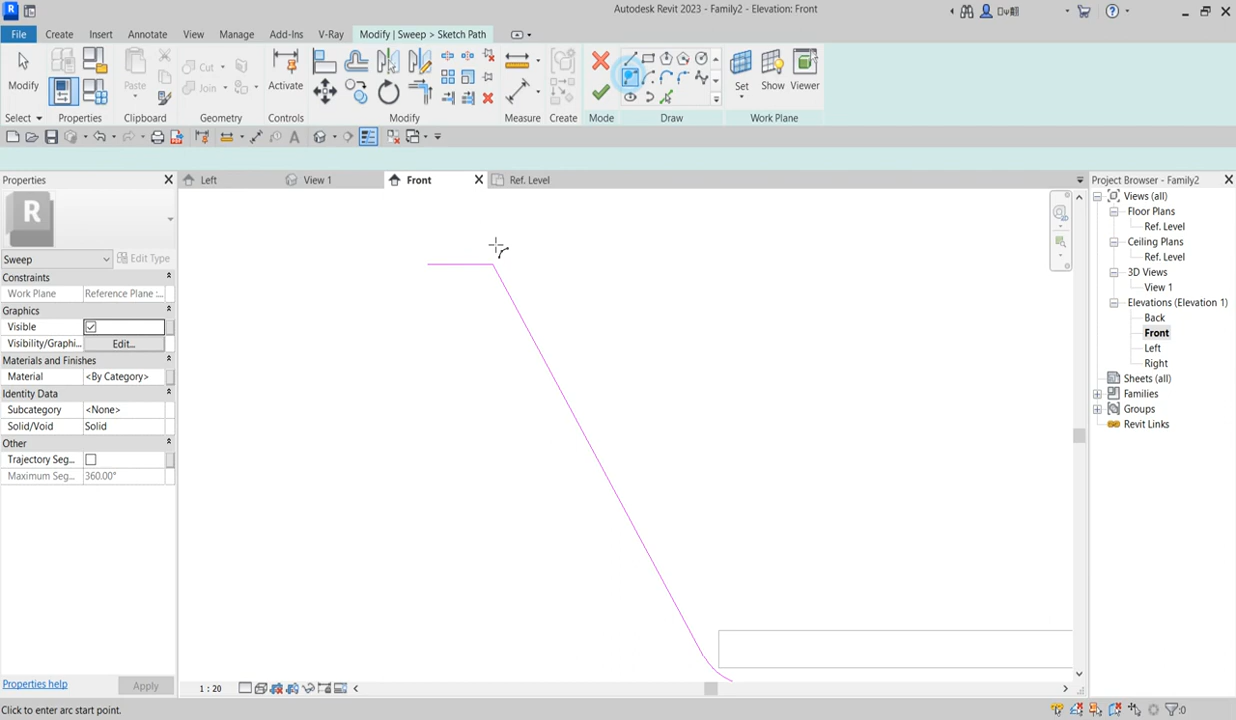 R
Autodesk Revit 2023 - Family2 - Elevation: Front
?
File
Create
Insert
Annotate
View
Manage
Add-Ins
V-Ray
Modify | Sweep > Sketch Path
Modify
Paste
Cut
Join
Activate
Set
Show
Viewer
Select
Properties
Clipboard
Geometry
Controls
Modify
Measure
Create
Mode
Draw
Work Plane
A
Properties
Left
View 1
Front
Ref. Level
Project Browser - Family2
R
Sweep
Edit Type
Constraints
Work Plane
Reference Plane :...
Graphics
Visible
Visibility/Graphi...
Edit...
Materials and Finishes
Material
<By Category>
Identity Data
Subcategory
<None>
Solid/Void
Solid
Other
Trajectory Seg...
Maximum Seg...
360.00°
Views (all)
Floor Plans
Ref. Level
Ceiling Plans
Ref. Level
3D Views
View 1
Elevations (Elevation 1)
Back
Front
Left
Right
Sheets (all)
Families
Groups
Revit Links
Properties help
Apply
1 : 20
Click to enter arc start point.
:0